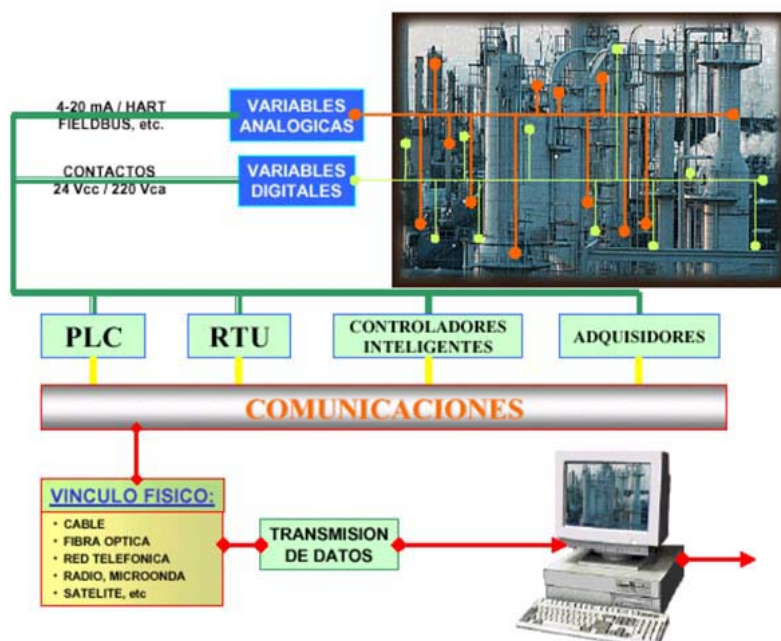 4-20 mA / HART
FIELDBUS, etc.
VARIABLES
ANALOGICAS
CONTACTOS
24 Vcc / 220 Vca
VARIABLES
DIGITALES
PLC
RTU
CONTROLADORES
INTELIGENTES
ADQUISIDORES
COMUNICACIONES
VINCULO FISICO:
• CABLE
• FIBRA OPTICA
• RED TELEFONICA
• RADIO, MICROONDA
• SATELITE, etc
TRANSMISION
DE DATOS